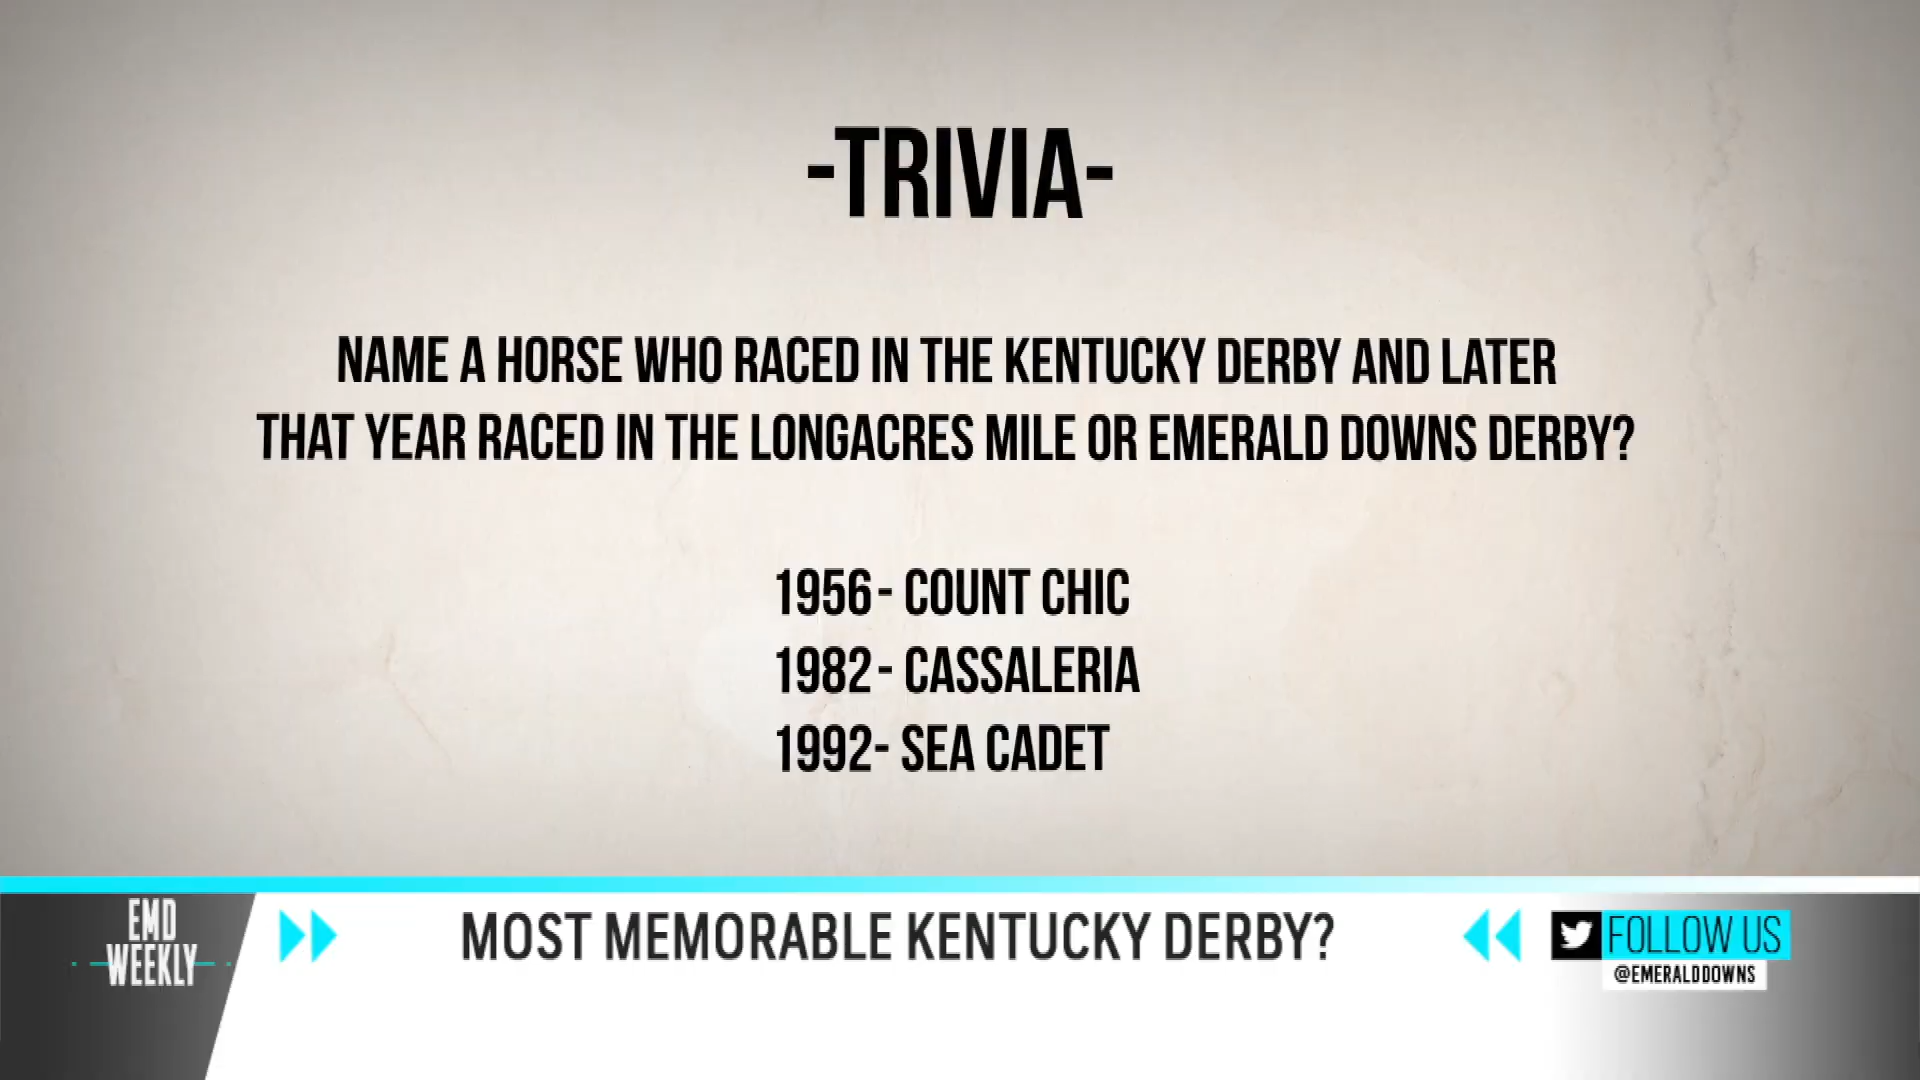 -TRIVIA-
NAME A HORSE WHO RACED IN THE KENTUCKY DERBY AND LATER
THAT YEAR RACED IN THE LONGACRES MILE OR EMERALD DOWNS DERBY?
1956- COUNT CHIC
1982- CASSALERIA
1992- SEA CADET
EMD
WEEKLY
MOST MEMORABLE KENTUCKY DERBY?
FOLLOW US
@EMERALDDOWNS